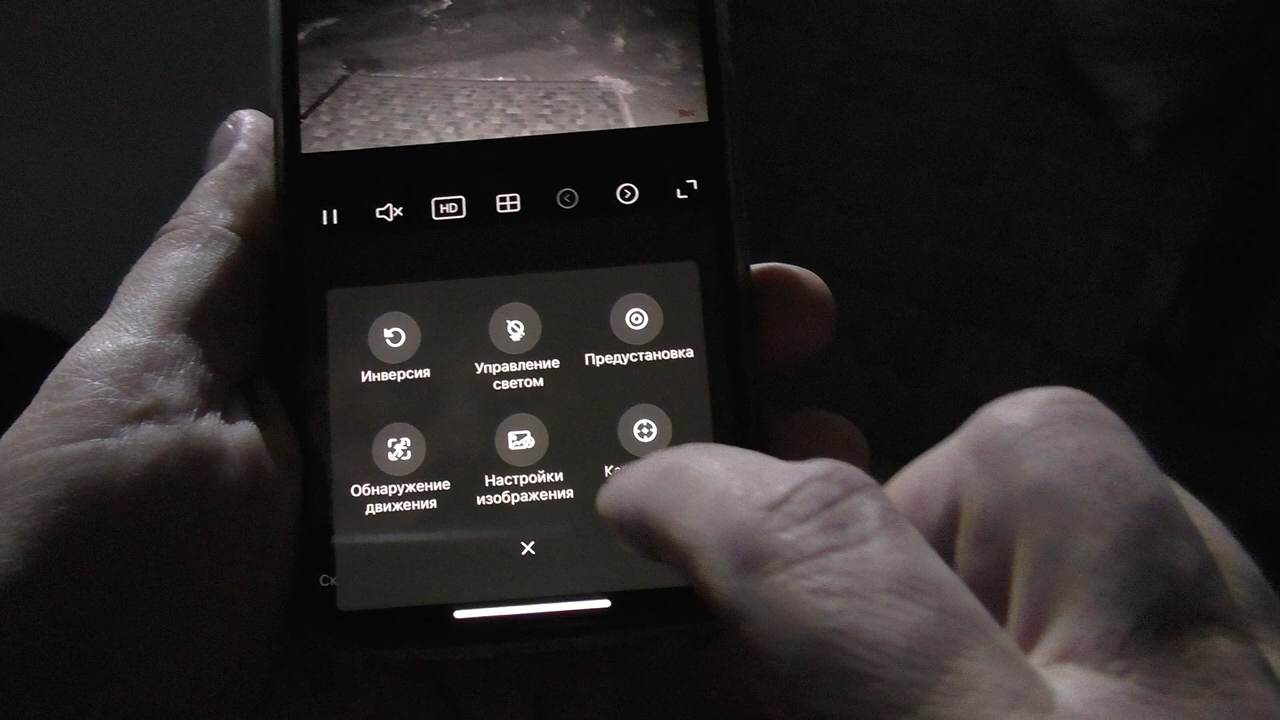 HD
Инверсия
Управление
светом
Предустановка
Обнаружение
движения
Настройки
изображения